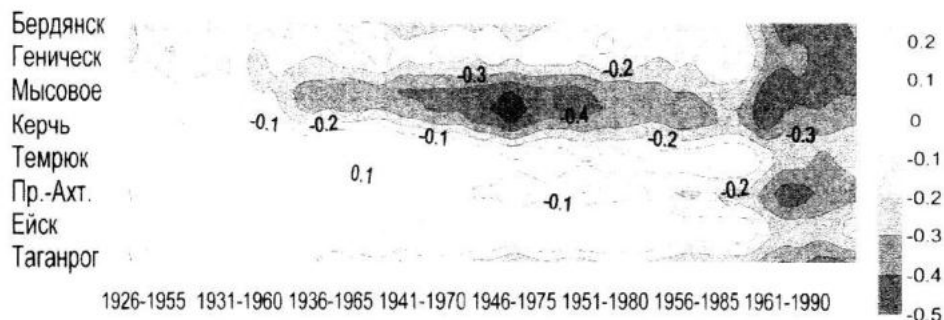 Бердянск
Геническ
Мысовое
Керчь
Темрюк
Пр.-Ахт.
Ейск
Таганрог
-0.3
-0.2
-0.4
-0.1
-0.2
-0.1
-0.2
-0.3
0.1
-0.1
-0.2
0.2
0.1
0
-0.1
-0.2
-0.3
-0.4
-0.5
1926-1955 1931-1960 1936-1965 1941-1970 1946-1975 1951-1980 1956-1985 1961-1990